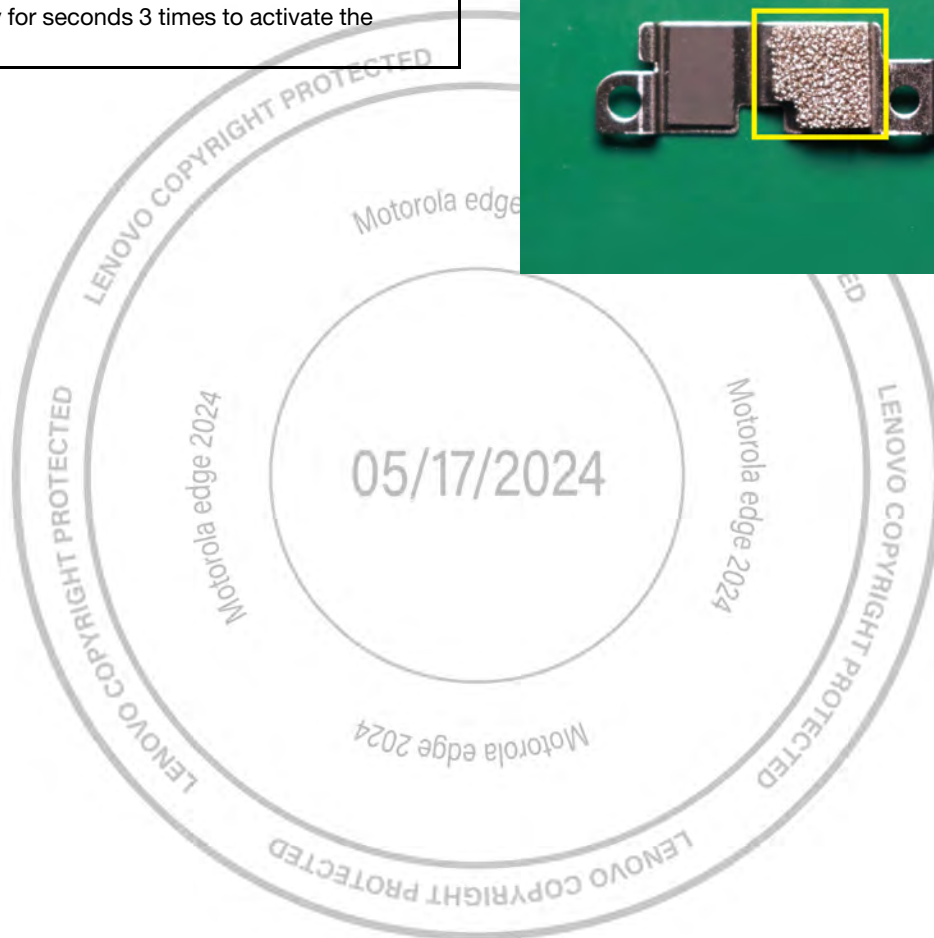 for seconds 3 times to activate the
LENOVO COPYRIGHT PROTECTED
Motorola edge
LENOVO COPYRIGHT PROTECTED
Motorola edge 2024
05/17/2024
Motorola edge 2024
LENOVO COPYRIGHT PROTECTED
Motorola edge 2024
LENOVO COPYRIGHT PROTECTED